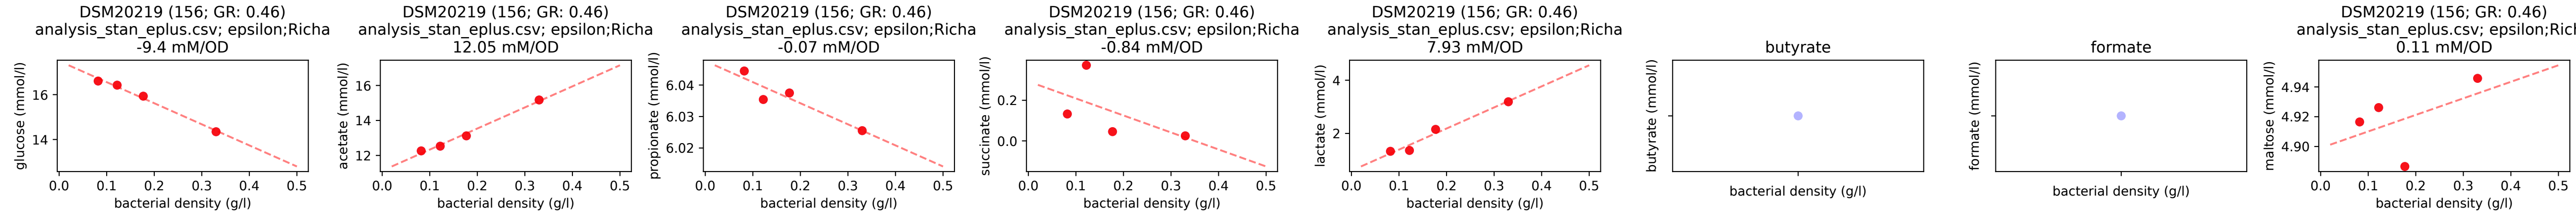 DSM20219 (156; GR: 0.46)
analysis_stan_eplus.csv; epsilon;Richa
-9.4 mM/OD
glucose (mmol/l)
16
14
0.0 0.1 0.2 0.3 0.4 0.5
bacterial density (g/l)
DSM20219 (156; GR: 0.46)
analysis_stan_eplus.csv; epsilon;Richa
12.05 mM/OD
acetate (mmol/l)
16
14
12
0.0 0.1 0.2 0.3 0.4 0.5
bacterial density (g/l)
DSM20219 (156; GR: 0.46)
analysis_stan_eplus.csv; epsilon;Richa
-0.07 mM/OD
propionate (mmol/l)
6.04
6.03
6.02
0.0 0.1 0.2 0.3 0.4 0.5
bacterial density (g/l)
DSM20219 (156; GR: 0.46)
analysis_stan_eplus.csv; epsilon;Richa
-0.84 mM/OD
succinate (mmol/l)
0.2
0.0
0.0 0.1 0.2 0.3 0.4 0.5
bacterial density (g/l)
DSM20219 (156; GR: 0.46)
analysis_stan_eplus.csv; epsilon;Richa
7.93 mM/OD
lactate (mmol/l)
4
2
0.0 0.1 0.2 0.3 0.4 0.5
bacterial density (g/l)
butyrate
butyrate (mmol/l)
bacterial density (g/l)
formate
formate (mmol/l)
bacterial density (g/l)
DSM20219 (156; GR: 0.46)
analysis_stan_eplus.csv; epsilon;Rich
0.11 mM/OD
maltose (mmol/l)
4.94
4.92
4.90
0.0 0.1 0.2 0.3 0.4 0.5
bacterial density (g/l)